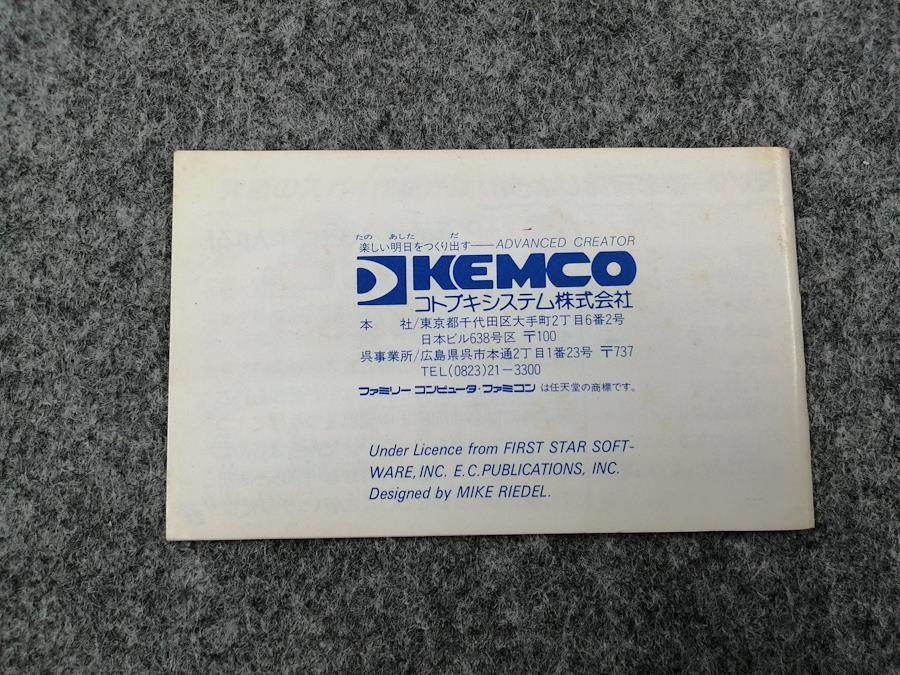 たの あした だ
楽しい明日をつくり出す——ADVANCED CREATOR
KEMCO
コトブキシステム株式会社
本 社/東京都千代田区大手町2丁目6番2号
日本ビル638号区 〒100
呉事業所/広島県呉市本通2丁目1番23号 〒737
TEL(0823)21-3300
ファミリー コンピュータ・ファミコン は任天堂の商標です。
Under Licence from FIRST STAR SOFT-
WARE, INC. E.C.PUBLICATIONS, INC.
Designed by MIKE RIEDEL.